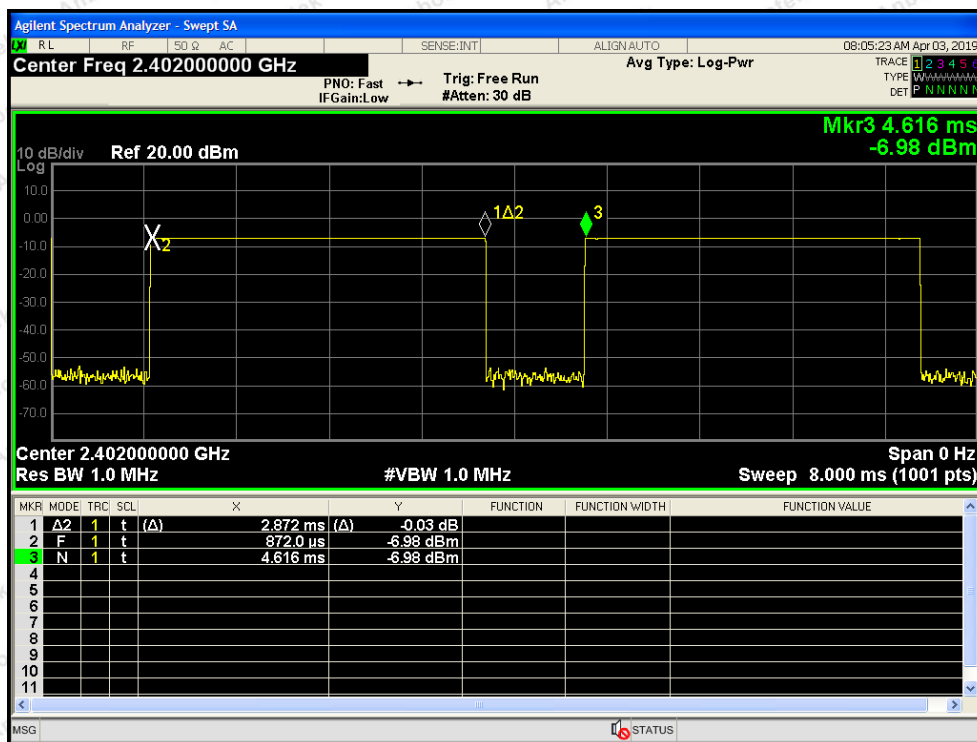 Agilent Spectrum Analyzer - Swept SA
LXI RL RF 50 Ω AC SENSE:INT ALIGNAUTO 08:05:23 AM Apr 03, 2019
Center Freq 2.402000000 GHz Avg Type: Log-Pwr TRACE 1 2 3 4 5 6
PNO: Fast Trig: Free Run TYPE WWWWWW
IFGain:Low #Atten: 30 dB DET P N N N N N
Mkr3 4.616 ms
10 dB/div Ref 20.00 dBm -6.98 dBm
Log
10.0
0.00
-10.0
-20.0
-30.0
-40.0
-50.0
-60.0
-70.0
X2 1Δ2 3
Center 2.402000000 GHz Span 0 Hz
Res BW 1.0 MHz #VBW 1.0 MHz Sweep 8.000 ms (1001 pts)
MKR MODE TRC SCL X Y FUNCTION FUNCTION WIDTH FUNCTION VALUE
1 Δ2 1 t (Δ) 2.872 ms (Δ) -0.03 dB
2 F 1 t 872.0 µs -6.98 dBm
3 N 1 t 4.616 ms -6.98 dBm
4
5
6
7
8
9
10
11
MSG STATUS